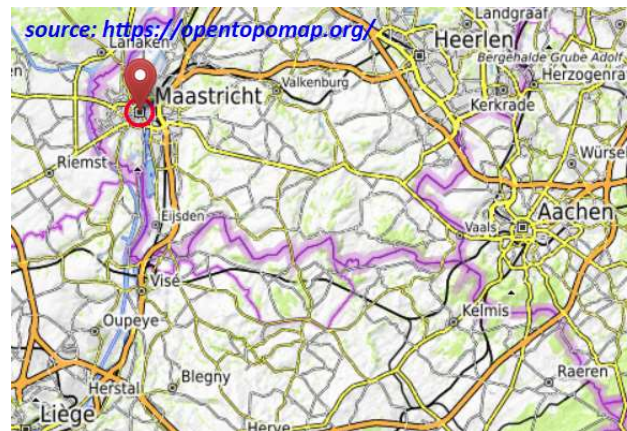 source: https://opentopomap.org/
Landgraaf
Lanaken
Heerlen
Bergehalde Grube Adolf
Herzogenra
Valkenburg
Maastricht
Kerkrade
Riemst
Würsel
Aachen
Eijsden
Vaals
Visé
Kelmis
Oupeye
Raeren
Herstal
Blegny
Liège
Herve